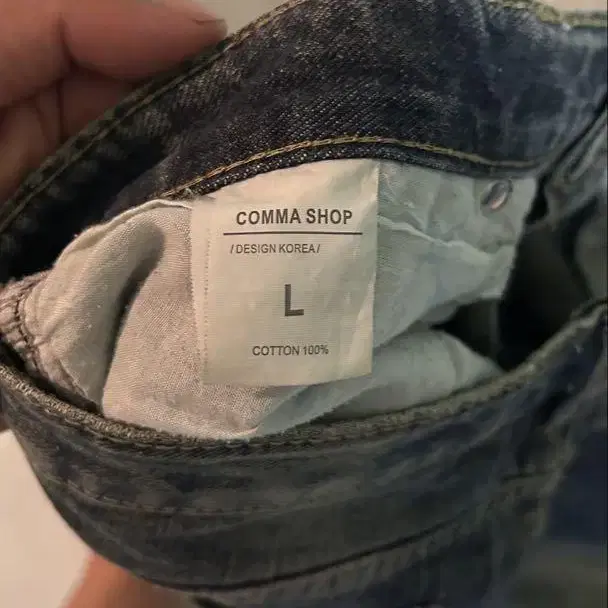 COMMA SHOP
/ DESIGN KOREA /
L
COTTON 100%